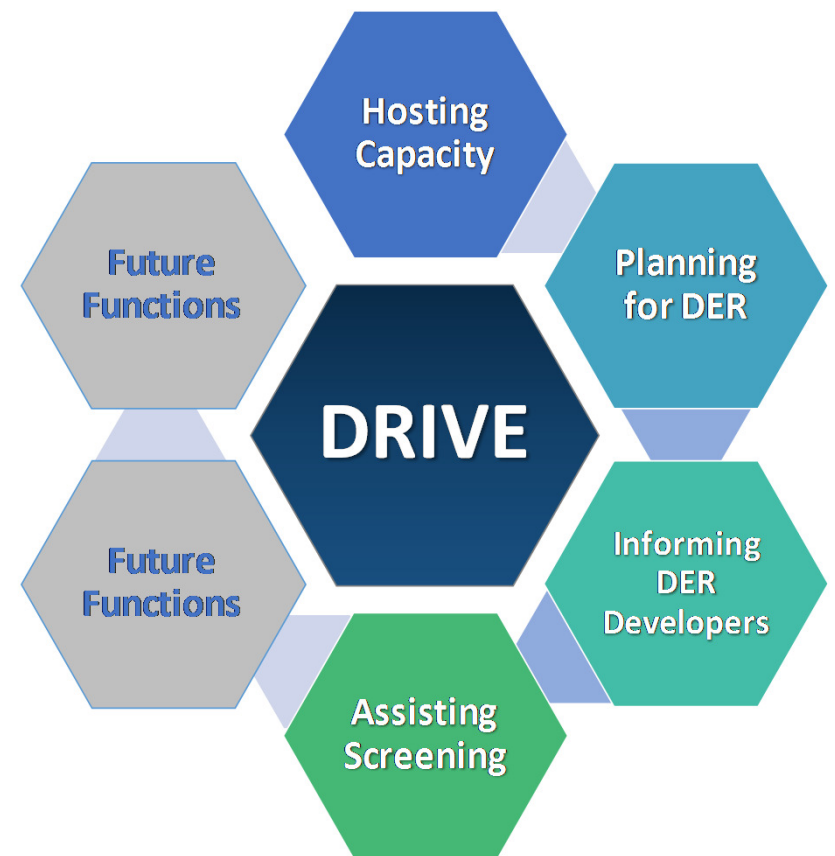 Hosting
Capacity
Planning
for DER
Informing
DER
Developers
Assisting
Screening
Future
Functions
Future
Functions
DRIVE